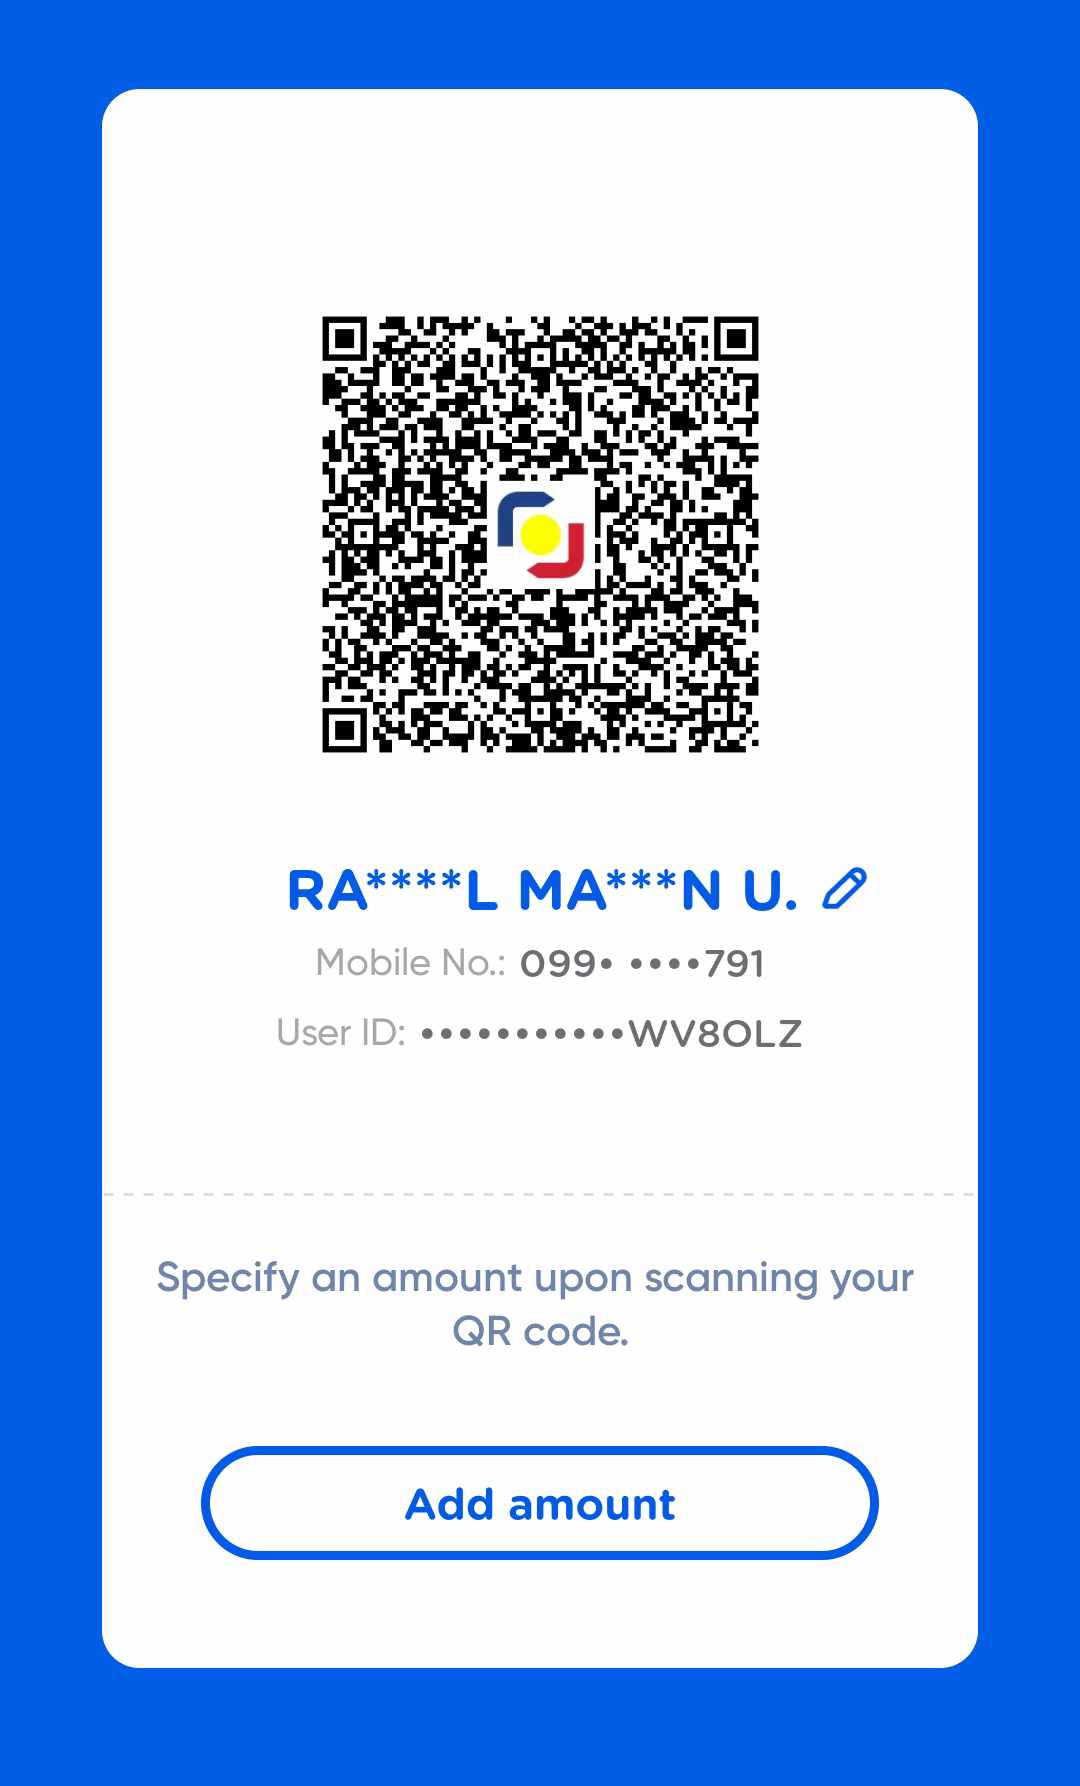 RA****L MA***N U.
Mobile No.: 099• ••••791
User ID: •••••••••••WV8OLZ
Specify an amount upon scanning your
QR code.
Add amount